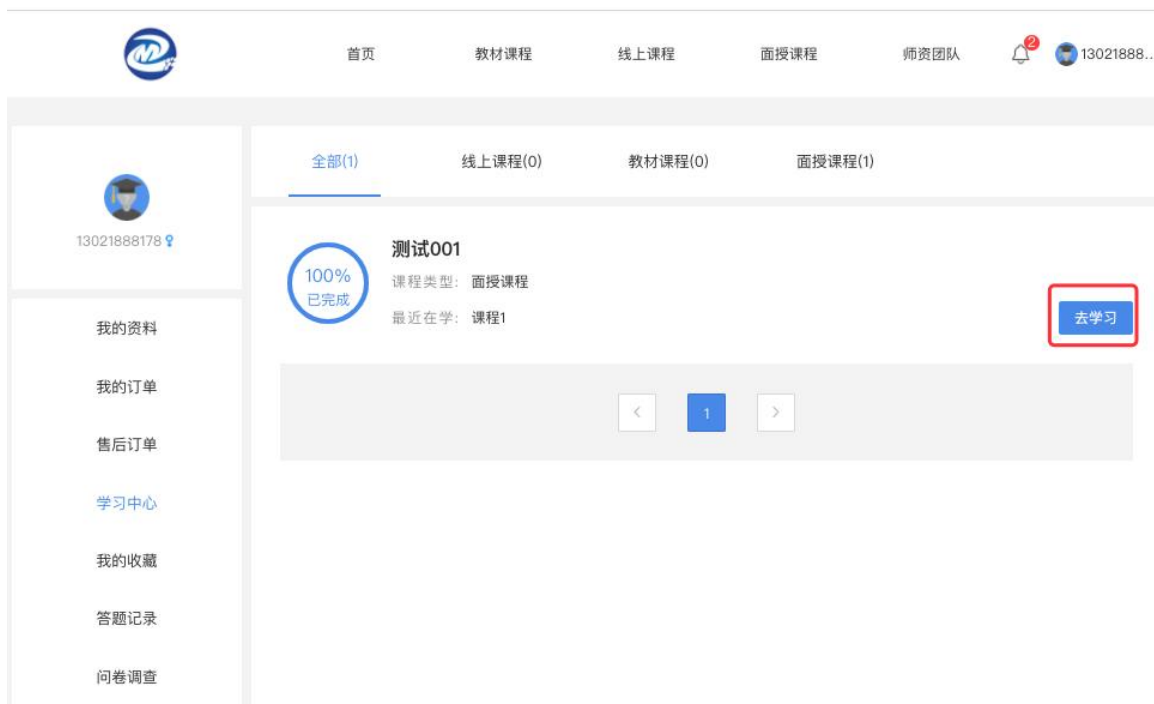 首页 教材课程 线上课程 面授课程 师资团队 2 13021888..
全部(1) 线上课程(0) 教材课程(0) 面授课程(1)
13021888178
测试001
100%
已完成
课程类型: 面授课程
最近在学: 课程1
去学习
1
我的资料
我的订单
售后订单
学习中心
我的收藏
答题记录
问卷调查